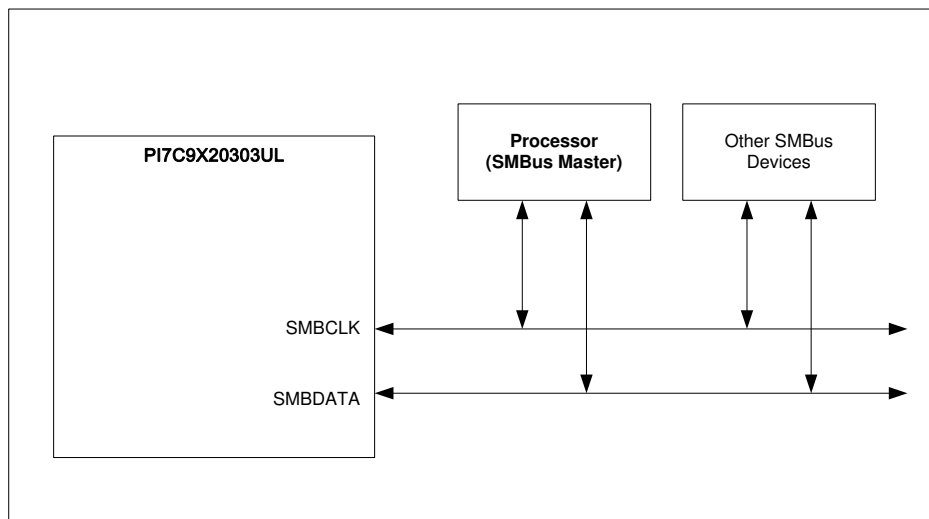 PI7C9X20303UL
Processor
(SMBus Master)
Other SMBus
Devices
SMBCLK
SMBDATA